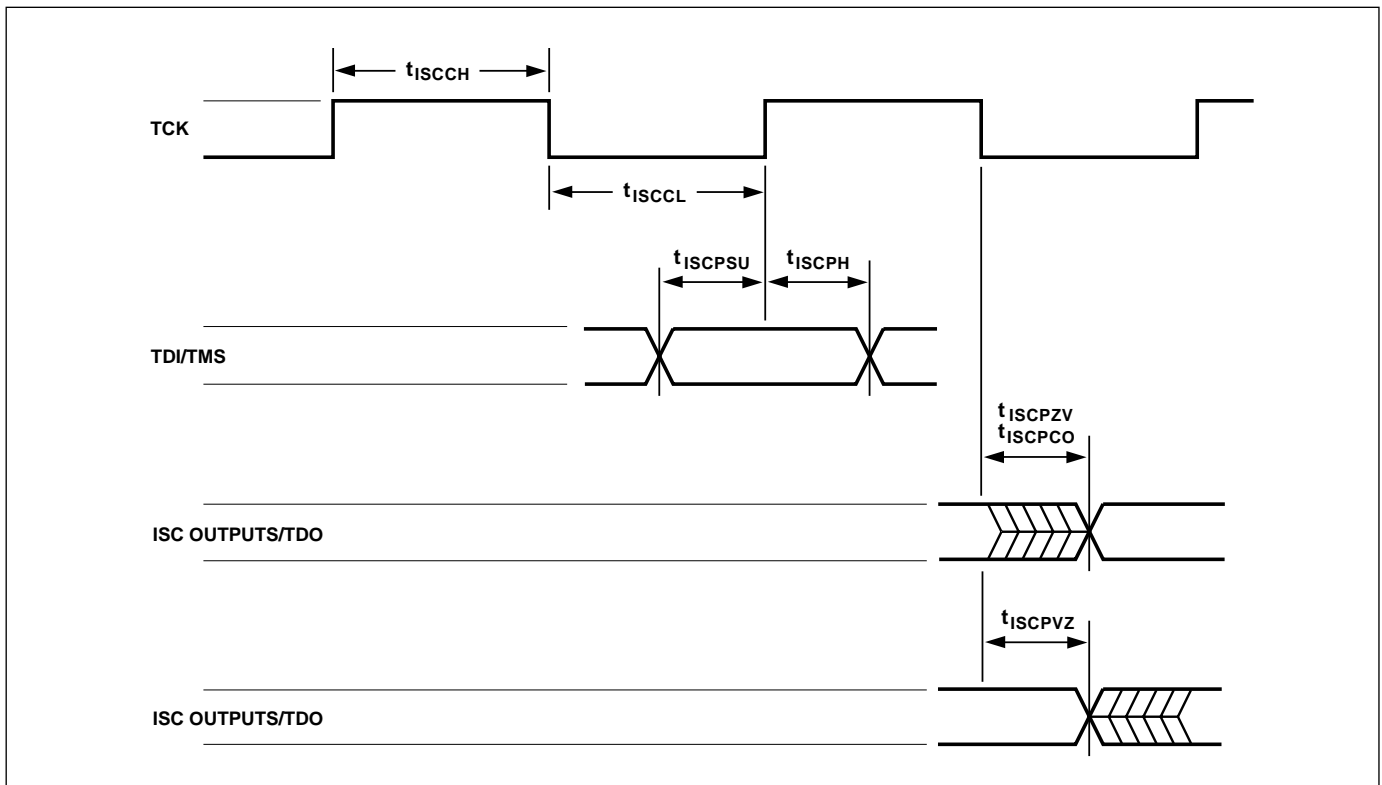 tISCCH
TCK
tISCCL
tISCPSU
tISCPH
TDI/TMS
tISCPZV
tISCPCO
ISC OUTPUTS/TDO
tISCPVZ
ISC OUTPUTS/TDO